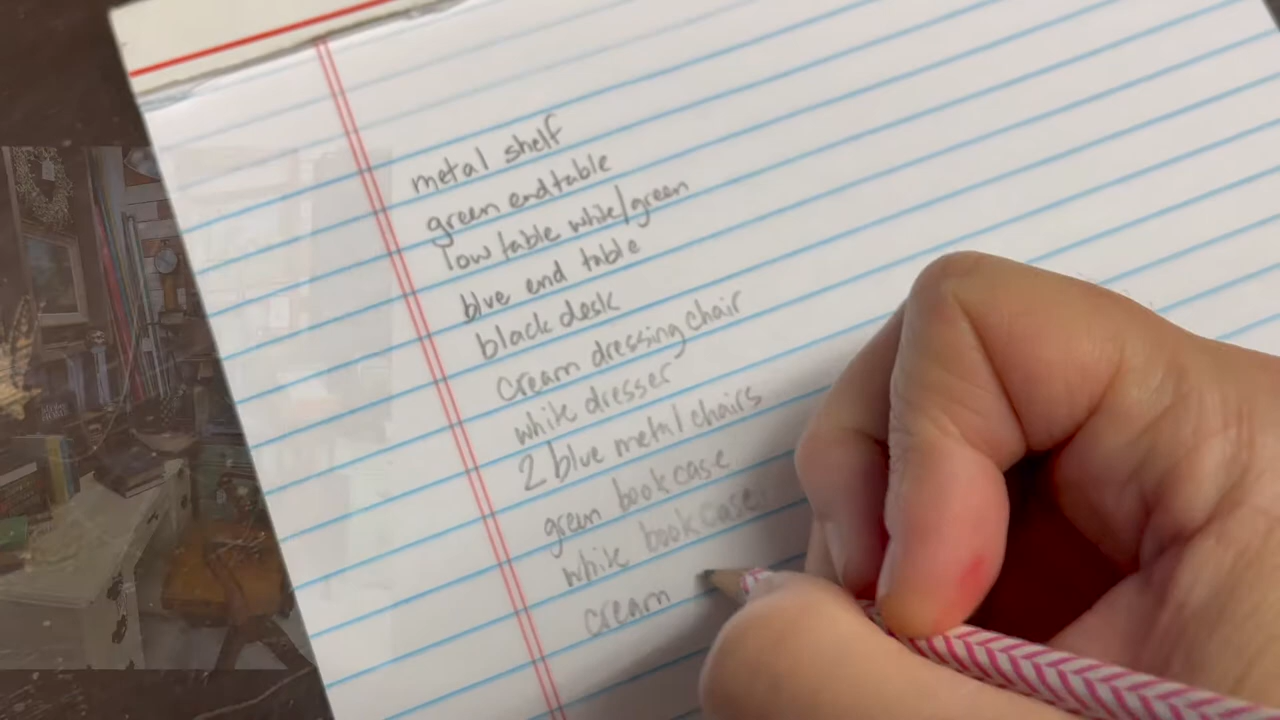 metal shelf
green endtable
low table white/green
blue end table
black desk
cream dressing chair
white dresser
2 blue metal chairs
green bookcase
white bookcase
cream